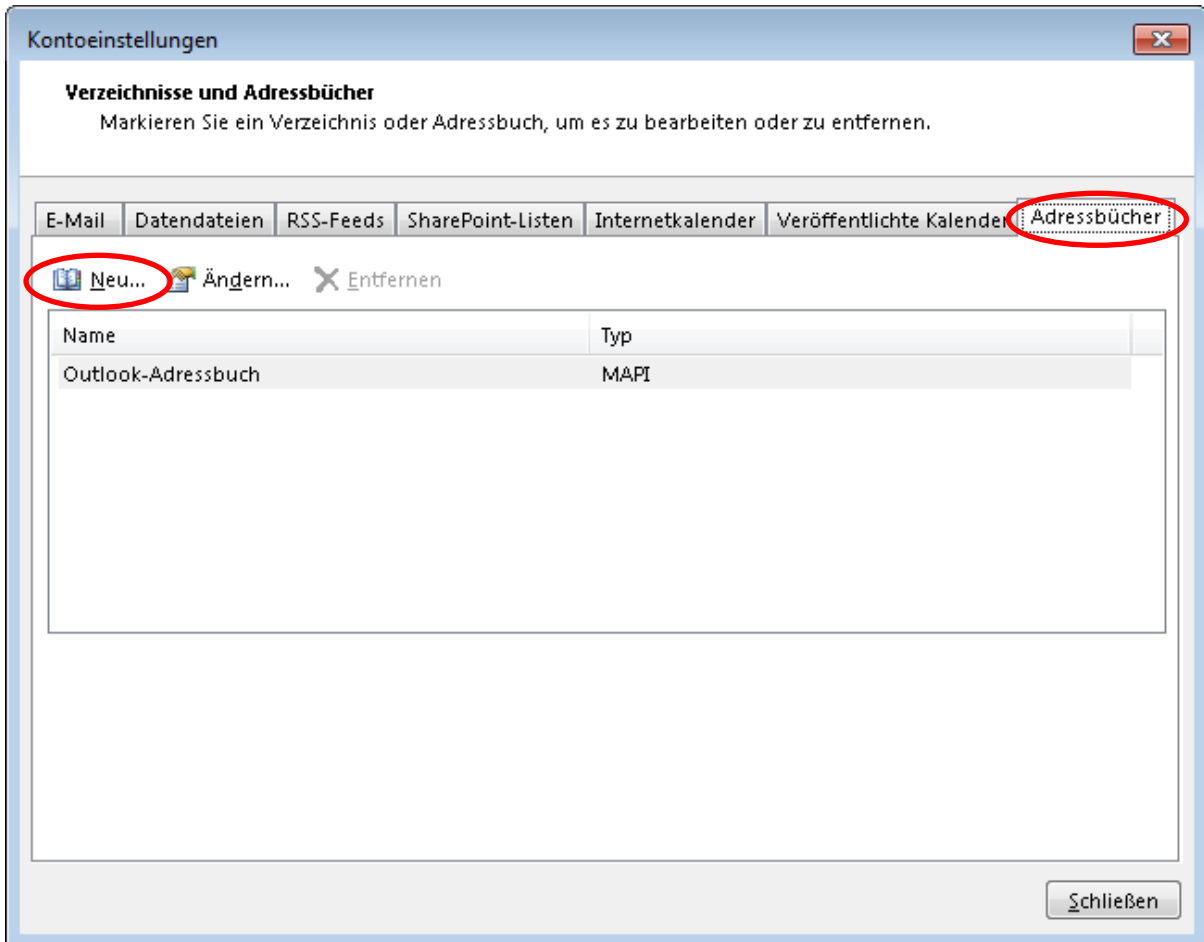 Kontoeinstellungen
Verzeichnisse und Adressbücher
Markieren Sie ein Verzeichnis oder Adressbuch, um es zu bearbeiten oder zu entfernen.
E-Mail Datendateien RSS-Feeds SharePoint-Listen Internetkalender Veröffentlichte Kalender Adressbücher
Neu... Ändern... Entfernen
Name Typ
Outlook-Adressbuch MAPI
Schließen